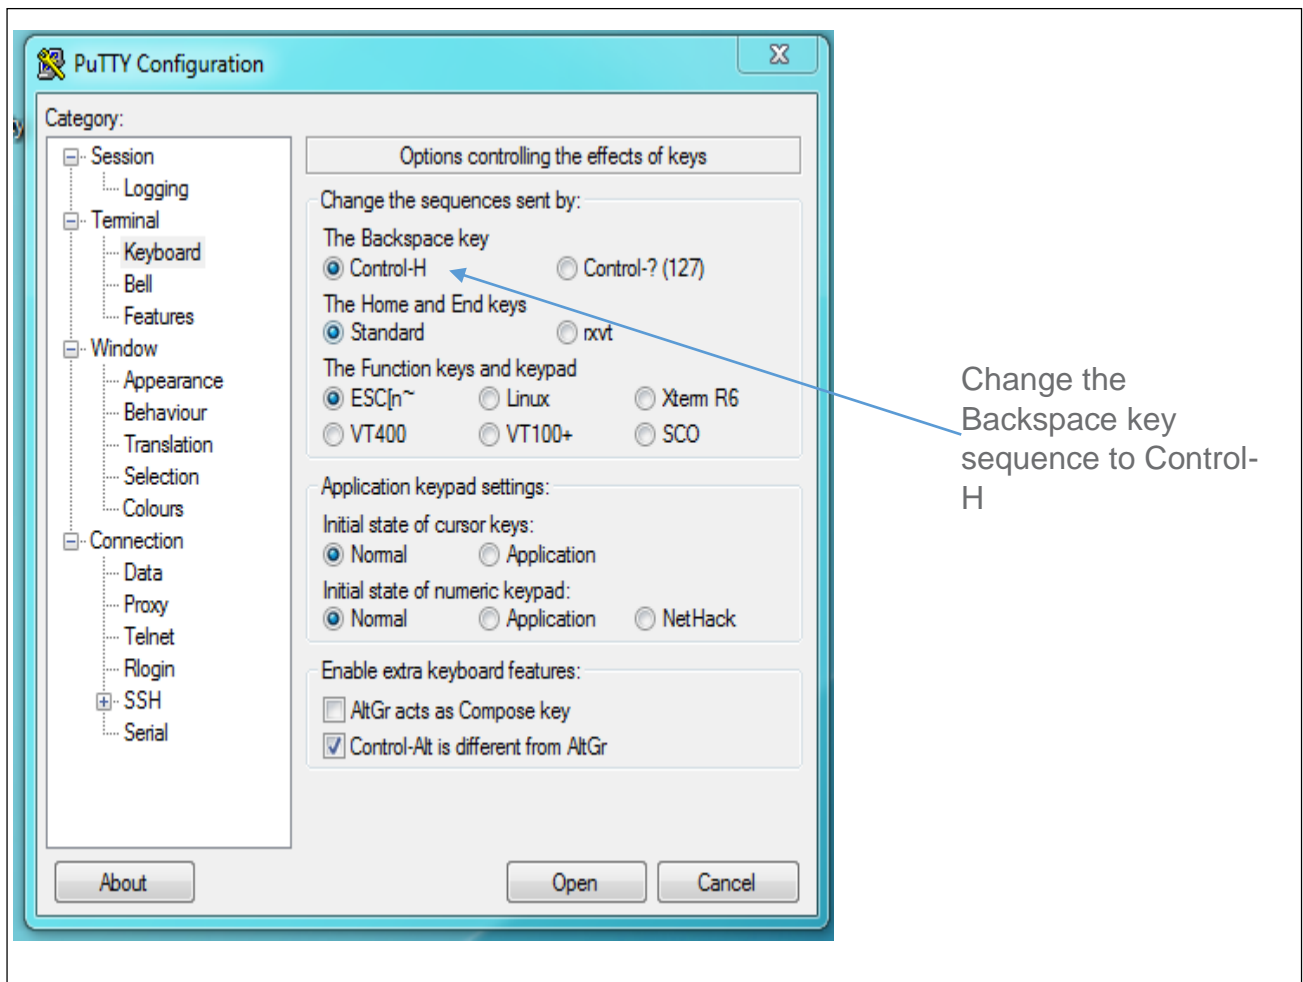 PuTTY Configuration
Category:
Session
Logging
Terminal
Keyboard
Bell
Features
Window
Appearance
Behaviour
Translation
Selection
Colours
Connection
Data
Proxy
Telnet
Rlogin
SSH
Serial
Options controlling the effects of keys
Change the sequences sent by:
The Backspace key
Control-H Control-? (127)
The Home and End keys
Standard rxvt
The Function keys and keypad
ESC[n~ Linux Xterm R6
VT400 VT100+ SCO
Application keypad settings:
Initial state of cursor keys:
Normal Application
Initial state of numeric keypad:
Normal Application NetHack
Enable extra keyboard features:
AltGr acts as Compose key
Control-Alt is different from AltGr
About Open Cancel
Change the
Backspace key
sequence to Control-
H